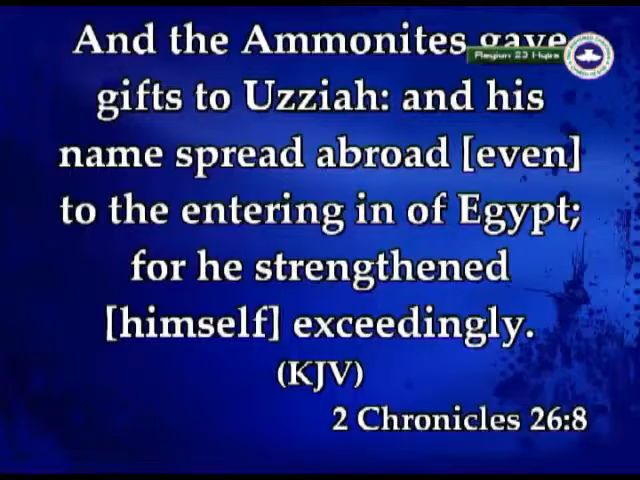 And the Ammonites gave
Region 23 Hqtrs
gifts to Uzziah: and his
name spread abroad [even]
to the entering in of Egypt;
for he strengthened
[himself] exceedingly.
(KJV)
2 Chronicles 26:8